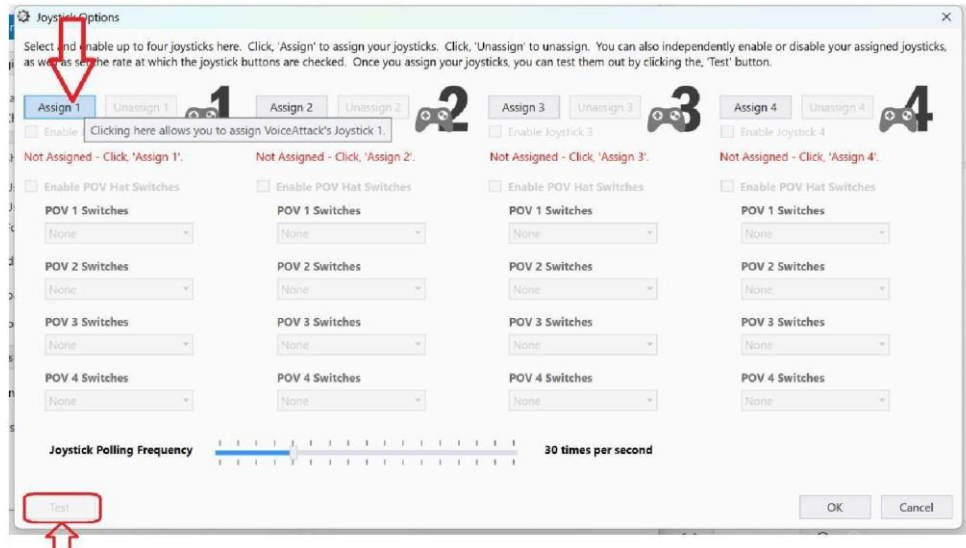 Joystick Options
Select and enable up to four joysticks here. Click, 'Assign' to assign your joysticks. Click, 'Unassign' to unassign. You can also independently enable or disable your assigned joysticks,
as well as set the rate at which the joystick buttons are checked. Once you assign your joysticks, you can test them out by clicking the, 'Test' button.
Assign 1 Unassign 1 1 Assign 2 Unassign 2 2 Assign 3 Unassign 3 3 Assign 4 Unassign 4 4
Enable Clicking here allows you to assign VoiceAttack's Joystick 1. Enable Joystick 3 Enable Joystick 4
Not Assigned - Click, 'Assign 1'. Not Assigned - Click, 'Assign 2'. Not Assigned - Click, 'Assign 3'. Not Assigned - Click, 'Assign 4'.
Enable POV Hat Switches Enable POV Hat Switches Enable POV Hat Switches Enable POV Hat Switches
POV 1 Switches POV 1 Switches POV 1 Switches POV 1 Switches
None None None None
POV 2 Switches POV 2 Switches POV 2 Switches POV 2 Switches
None None None None
POV 3 Switches POV 3 Switches POV 3 Switches POV 3 Switches
None None None None
POV 4 Switches POV 4 Switches POV 4 Switches POV 4 Switches
None None None None
Joystick Polling Frequency 30 times per second
Test OK Cancel